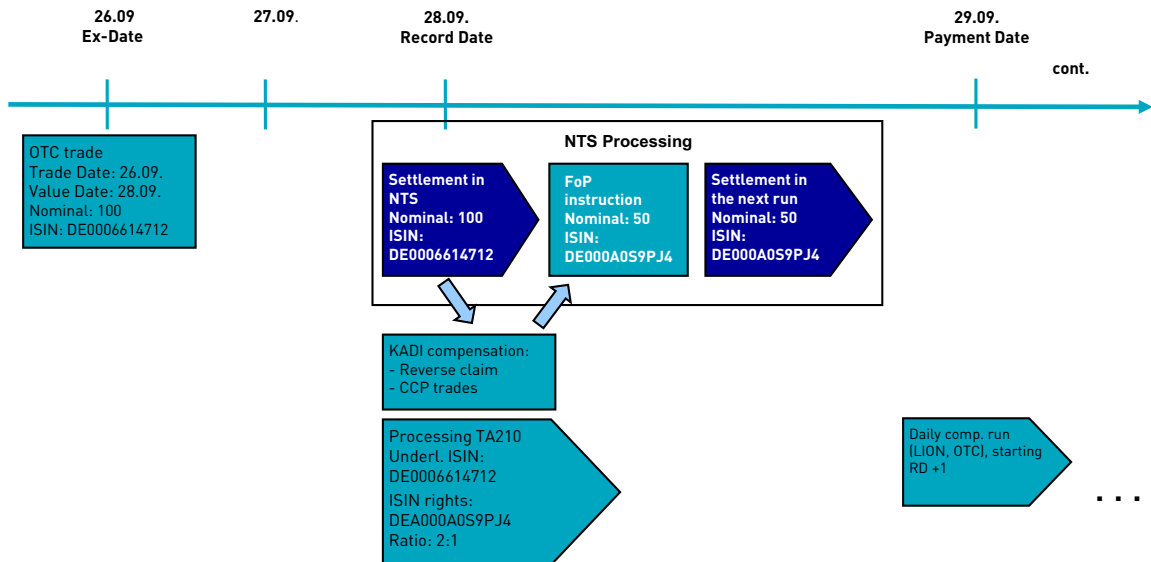 26.09
Ex-Date
27.09.
28.09.
Record Date
29.09.
Payment Date
cont.
OTC trade
Trade Date: 26.09.
Value Date: 28.09.
Nominal: 100
ISIN: DE0006614712
NTS Processing
Settlement in
NTS
Nominal: 100
ISIN:
DE0006614712
FoP
instruction
Nominal: 50
ISIN:
DE000A0S9PJ4
Settlement in
the next run
Nominal: 50
ISIN:
DE000A0S9PJ4
KADI compensation:
- Reverse claim
- CCP trades
Processing TA210
Underl. ISIN:
DE0006614712
ISIN rights:
DEA000A0S9PJ4
Ratio: 2:1
Daily comp. run
(LION, OTC), starting
RD +1
. . .